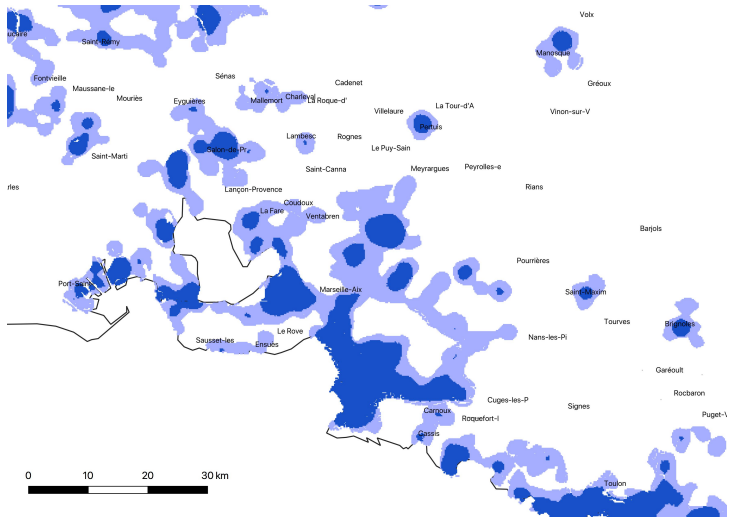 Volx
ucaire
Saint-Rémy
Manosque
Fontvieille
Sénas
Cadenet
Gréoux
Maussane-le
Mouriès
Eyguières
Mallemort
Charleval
La Roque-d'
Villelaure
La Tour-d'A
Vinon-sur-V
Pertuis
Lambesc
Rognes
Salon-de-Pr
Le Puy-Sain
Saint-Marti
Saint-Canna
Meyrargues
Peyrolles-e
rles
Lançon-Provence
Rians
Coudoux
La Fare
Ventabren
Barjols
Pourrières
Port-Saint-
Marseille-Aix
Saint-Maxim
Tourves
Brignoles
Le Rove
Sausset-les
Ensuès
Nans-les-Pi
Garéoult
Rocbaron
Cuges-les-P
Signes
Carnoux
Roquefort-l
Puget-V
Cassis
Toulon
0 10 20 30 km